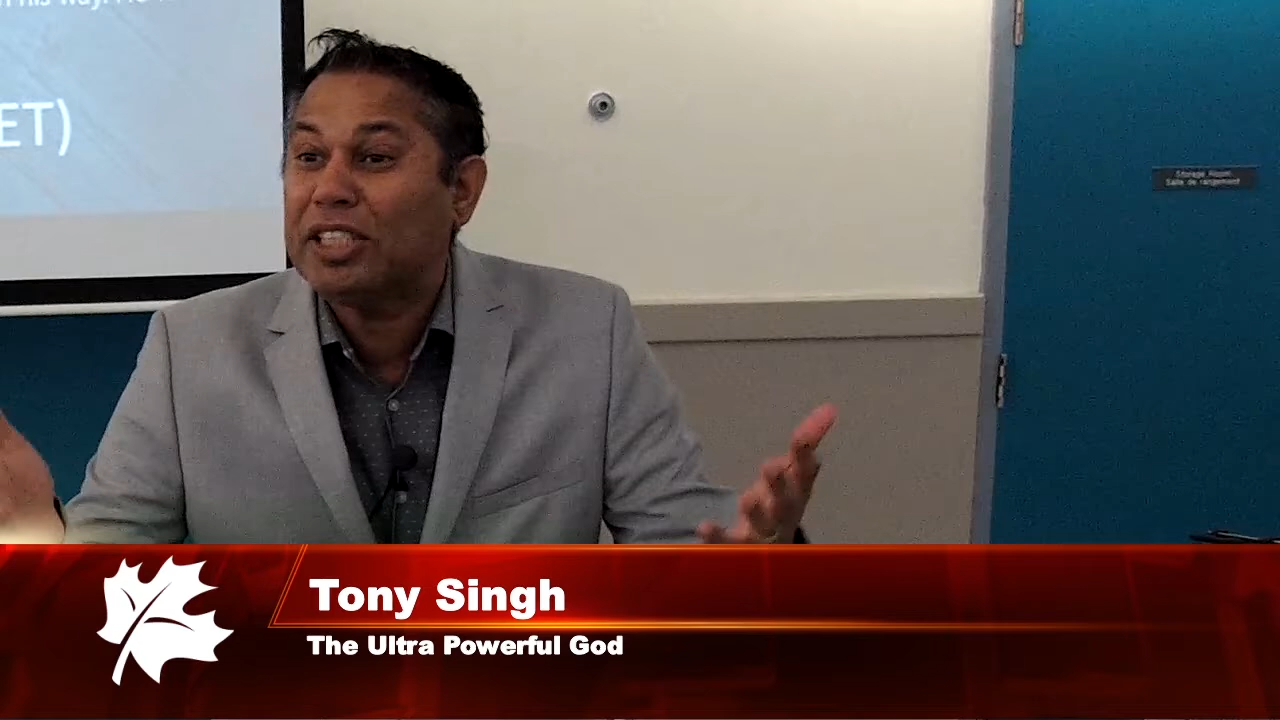 ET)
Storage Room
Salle de rangement
Tony Singh
The Ultra Powerful God